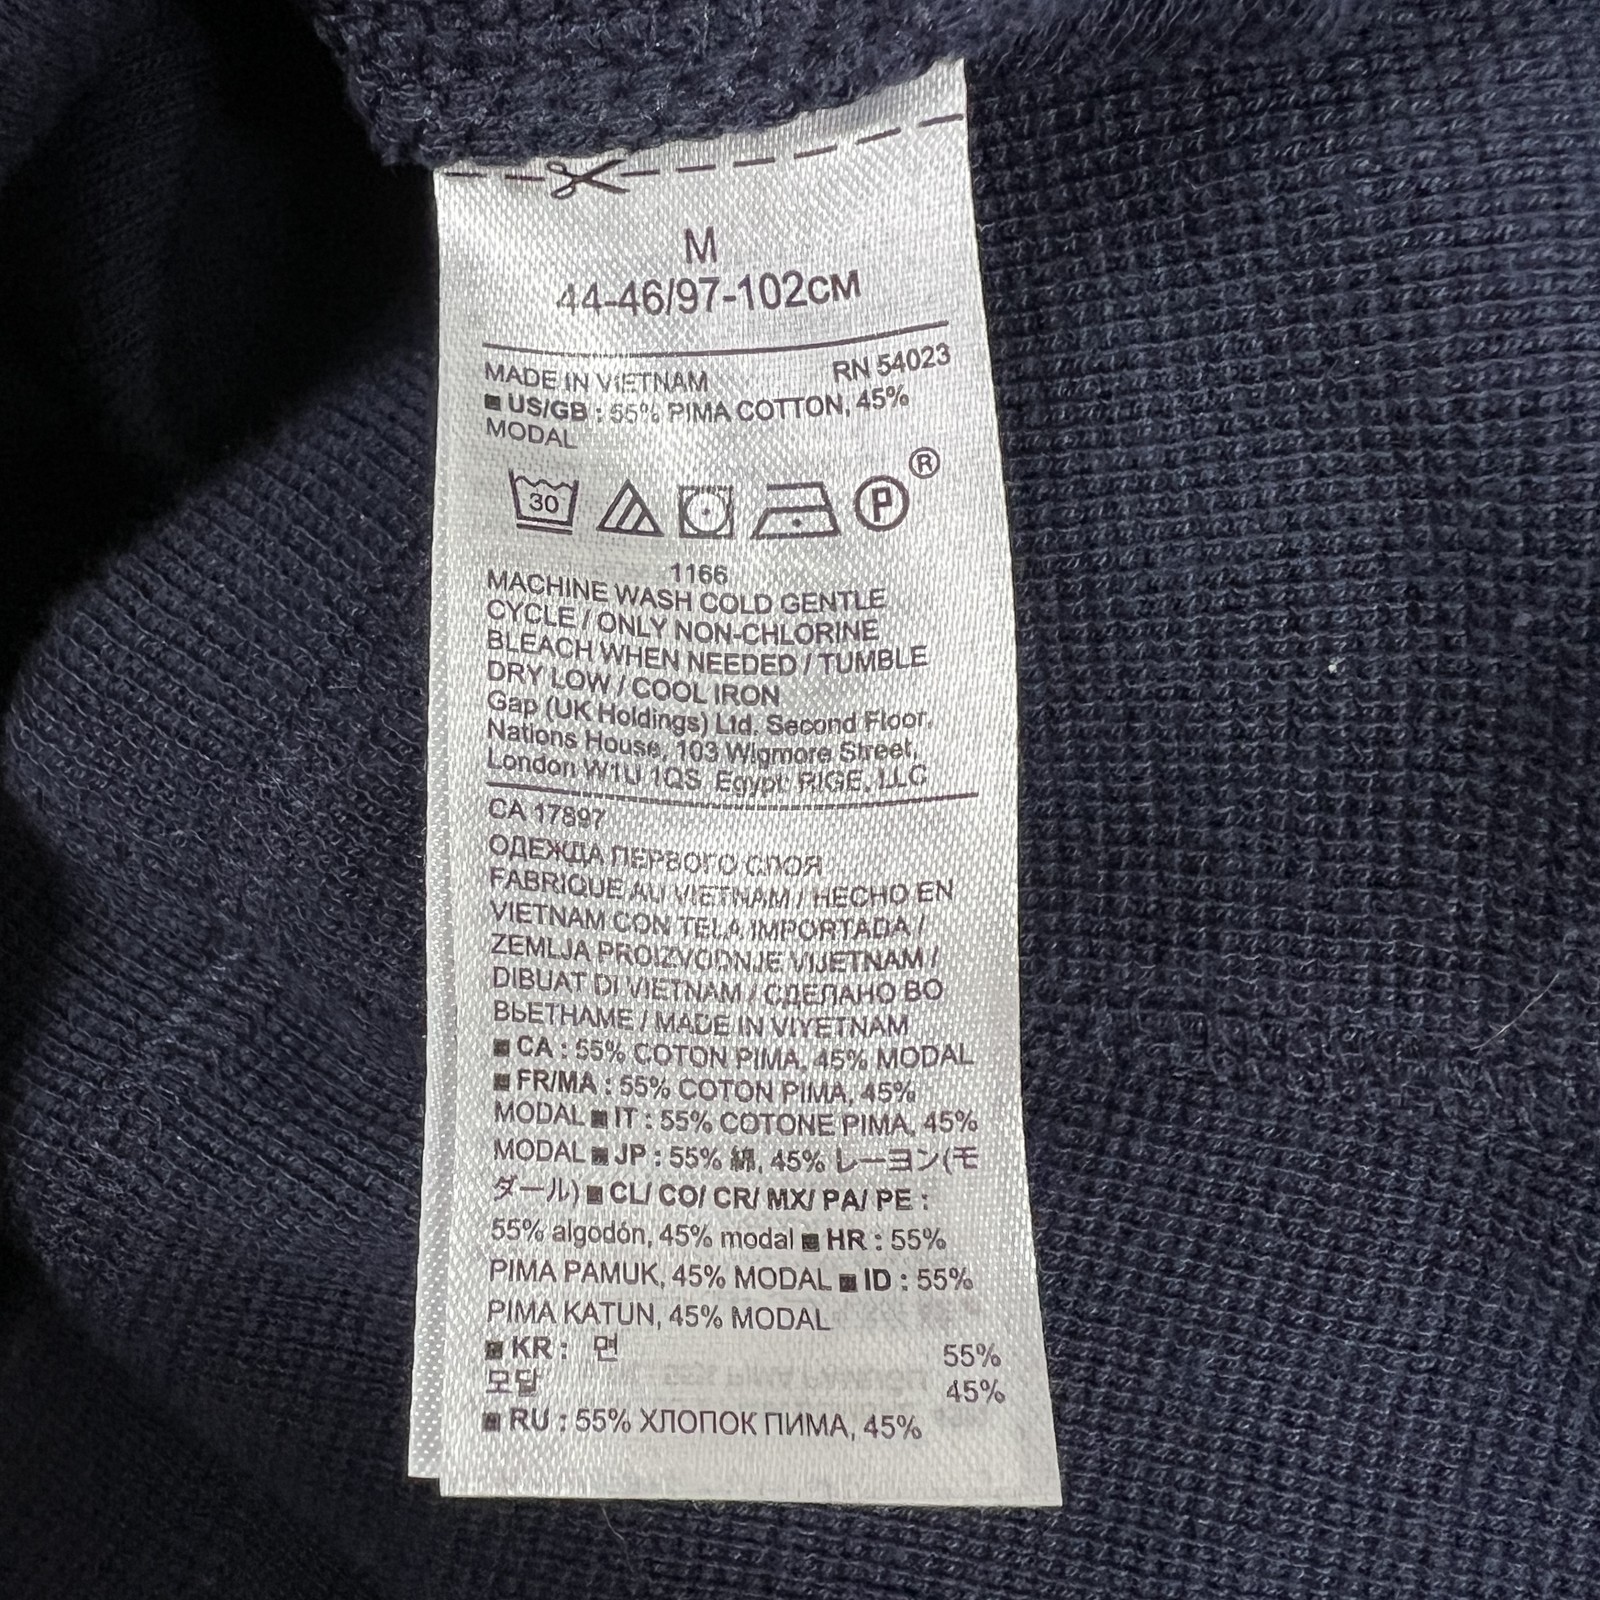 M
44-46/97-102CM
MADE IN VIETNAM RN 54023
■ US/GB : 55% PIMA COTTON, 45%
MODAL
30 P ®
1166
MACHINE WASH COLD GENTLE
CYCLE / ONLY NON-CHLORINE
BLEACH WHEN NEEDED / TUMBLE
DRY LOW / COOL IRON
Gap (UK Holdings) Ltd, Second Floor,
Nations House, 103 Wigmore Street,
London W1U 1QS. Egypt: RIGE, LLC
CA 17897
ОДЕЖДА ПЕРВОГО СЛОЯ
FABRIQUE AU VIETNAM / HECHO EN
VIETNAM CON TELA IMPORTADA /
ZEMLJA PROIZVODNJE VIJETNAM /
DIBUAT DI VIETNAM / СДЕЛАНО ВО
ВЬЕТНАМЕ / MADE IN VIYETNAM
■ CA : 55% COTON PIMA, 45% MODAL
■ FR/MA : 55% COTON PIMA, 45%
MODAL ■ IT : 55% COTONE PIMA, 45%
MODAL ■ JP : 55% 綿, 45% レーヨン(モ
ダール) ■ CL/ CO/ CR/ MX/ PA/ PE :
55% algodón, 45% modal ■ HR : 55%
PIMA PAMUK, 45% MODAL ■ ID : 55%
PIMA KATUN, 45% MODAL
■ KR : 면 55%
모달 45%
■ RU : 55% ХЛОПОК ПИМА, 45%